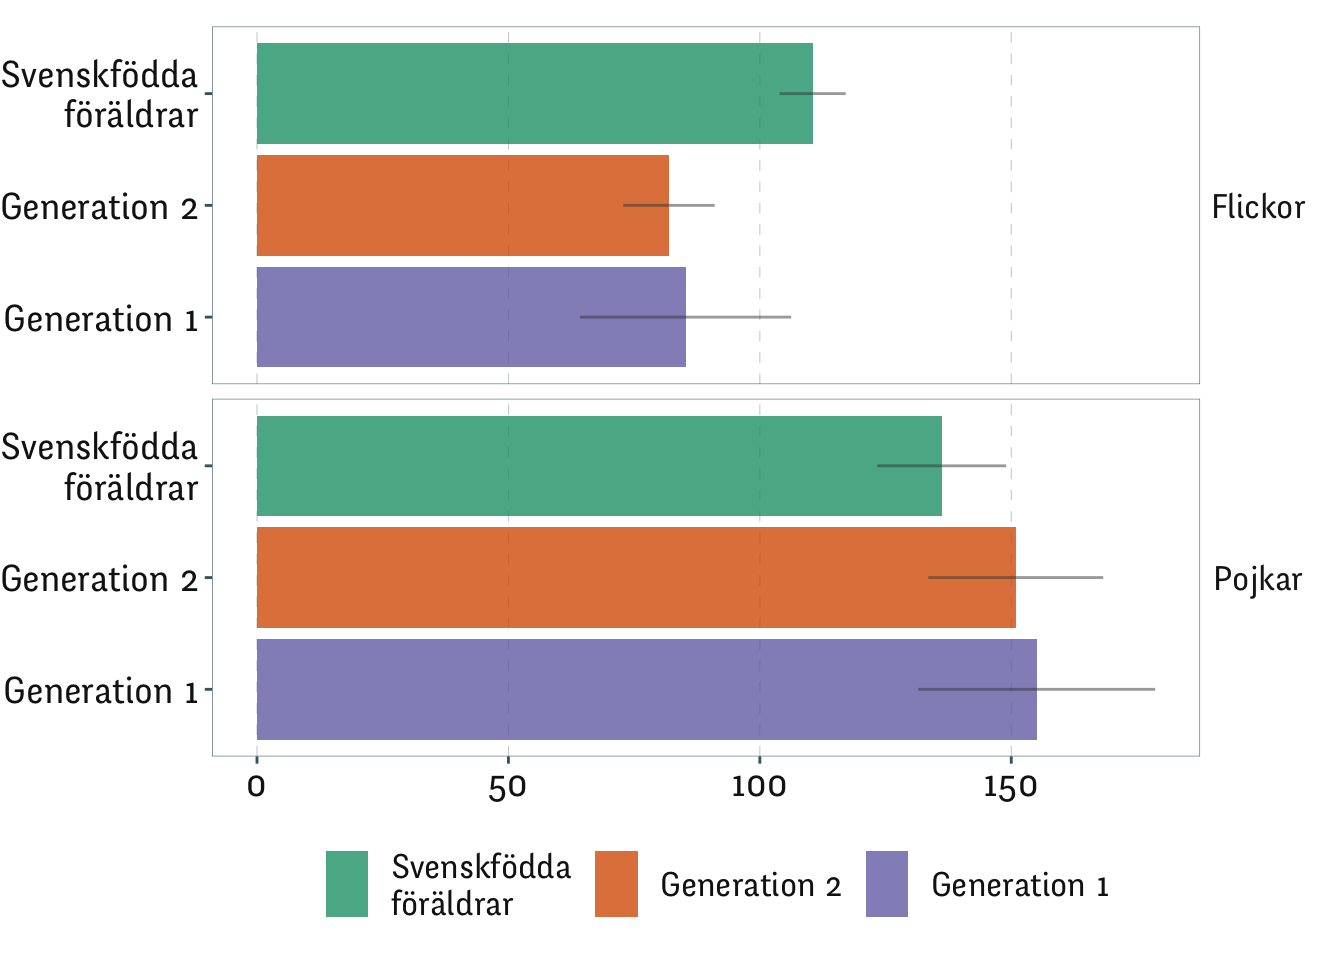 Svenskfödda
föräldrar
Generation 2
Generation 1
Flickor
Svenskfödda
föräldrar
Generation 2
Generation 1
Pojkar
0 50 100 150
Svenskfödda
föräldrar
Generation 2
Generation 1